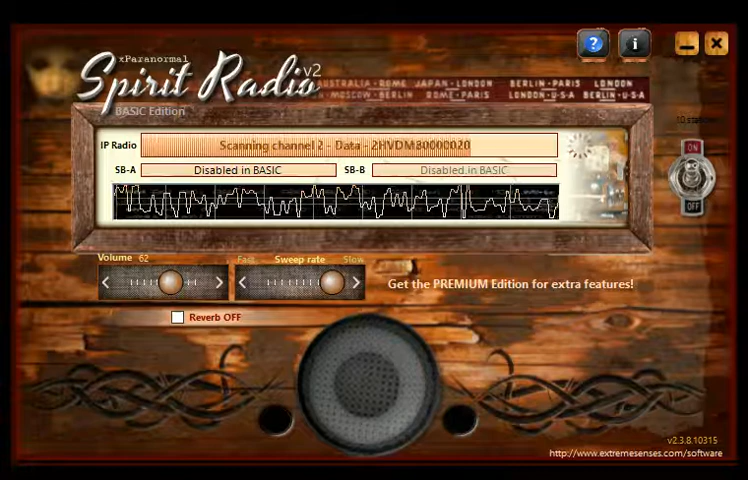 xParanormal
Spirit Radio v2
BASIC Edition
AUSTRALIA·ROME JAPAN·LONDON BERLIN·PARIS LONDON
MOSCOW·BERLIN ROME·PARIS LONDON·U·S·A BERLIN·U·S·A
IP Radio Scanning channel 2 - Data - 2HVDM80000020
SB-A Disabled in BASIC SB-B Disabled in BASIC
ON
OFF
Volume 62 Fast Sweep rate Slow
Get the PREMIUM Edition for extra features!
Reverb OFF
v2.3.8.10315
http://www.extremesenses.com/software